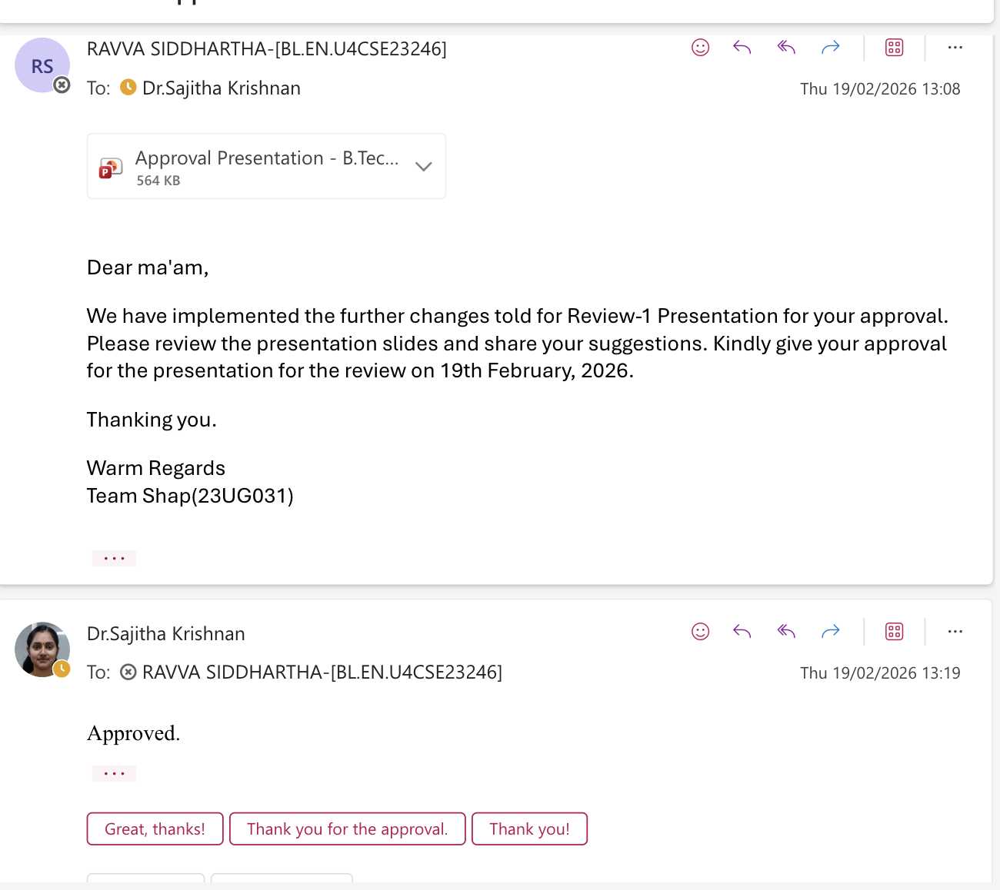 RAVVA SIDDHARTHA-[BL.EN.U4CSE23246]
RS
To: Dr.Sajitha Krishnan
Thu 19/02/2026 13:08
Approval Presentation - B.Tec...
564 KB
Dear ma'am,
We have implemented the further changes told for Review-1 Presentation for your approval.
Please review the presentation slides and share your suggestions. Kindly give your approval
for the presentation for the review on 19th February, 2026.
Thanking you.
Warm Regards
Team Shap(23UG031)
Dr.Sajitha Krishnan
To: RAVVA SIDDHARTHA-[BL.EN.U4CSE23246]
Thu 19/02/2026 13:19
Approved.
Great, thanks!
Thank you for the approval.
Thank you!